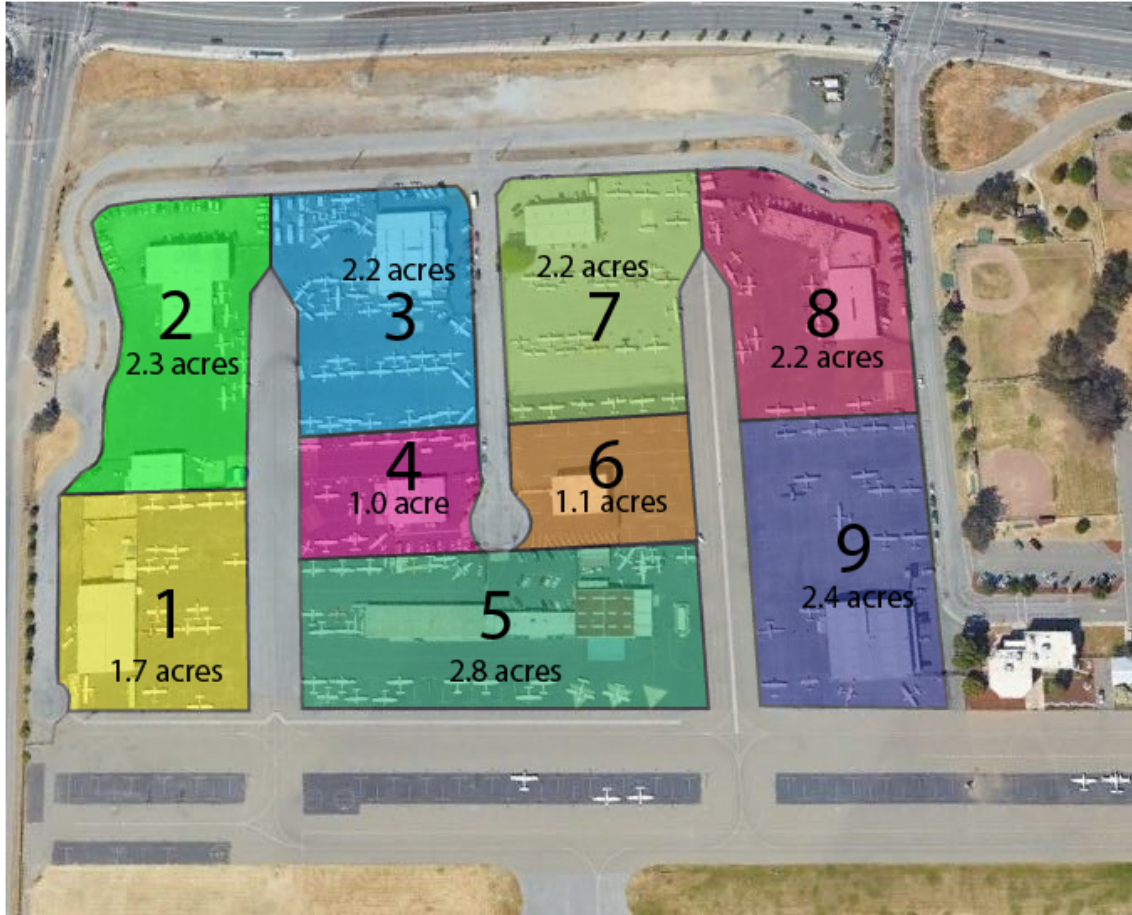 2
2.3 acres
2.2 acres
3
2.2 acres
7
8
2.2 acres
4
1.0 acre
6
1.1 acres
1
1.7 acres
5
2.8 acres
9
2.4 acres